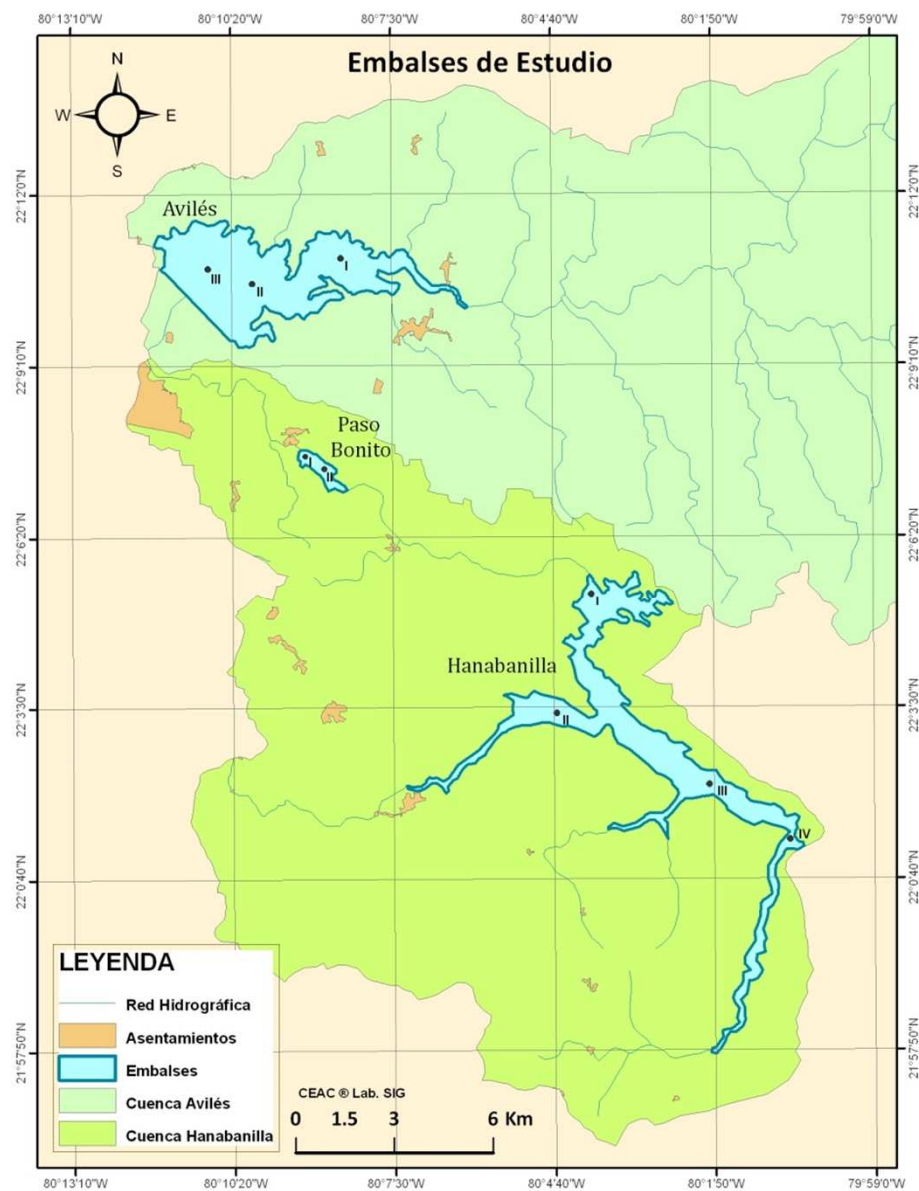 80°13'10"W 80°10'20"W 80°7'30"W 80°4'40"W 80°1'50"W 79°59'0"W
Embalses de Estudio
N
W E
S
22°12'0"N 22°12'0"N
Avilés
I
III
II
22°9'10"N 22°9'10"N
Paso
Bonito
I
II
22°6'20"N 22°6'20"N
I
Hanabanilla
22°3'30"N 22°3'30"N
II
III
IV
22°0'40"N 22°0'40"N
LEYENDA
Red Hidrográfica
Asentamientos
Embalses
Cuenca Avilés
Cuenca Hanabanilla
21°57'50"N 21°57'50"N
CEAC ® Lab. SIG
0 1.5 3 6 Km
80°13'10"W 80°10'20"W 80°7'30"W 80°4'40"W 80°1'50"W 79°59'0"W